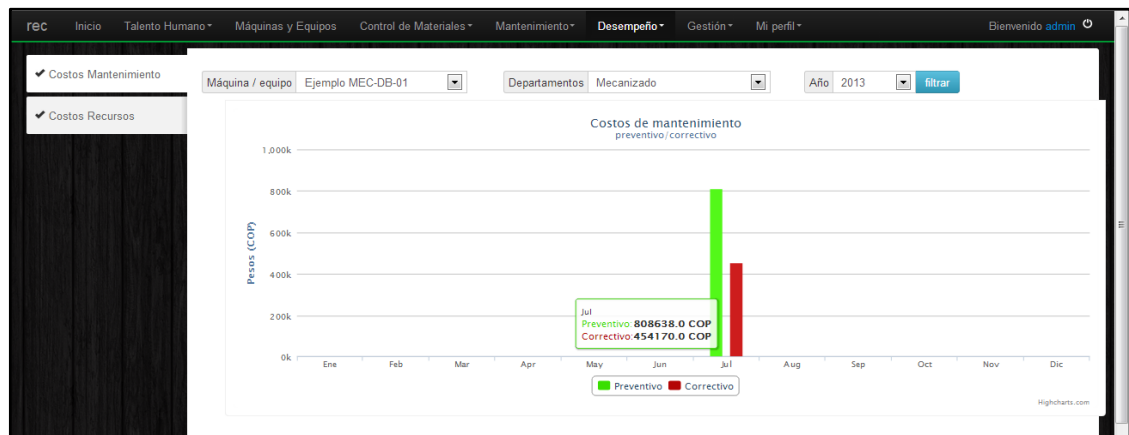 rec Inicio Talento Humano Máquinas y Equipos Control de Materiales Mantenimiento Desempeño Gestión Mi perfil Bienvenido admin
Costos Mantenimiento
Costos Recursos
Máquina / equipo Ejemplo MEC-DB-01 Departamentos Mecanizado Año 2013 filtrar
Costos de mantenimiento
preventivo/correctivo
Pesos (COP)
1,000k
800k
600k
400k
200k
0k
Jul
Preventivo:808638.0 COP
Correctivo:454170.0 COP
Ene Feb Mar Apr May Jun Jul Aug Sep Oct Nov Dic
Preventivo Correctivo
Highcharts.com